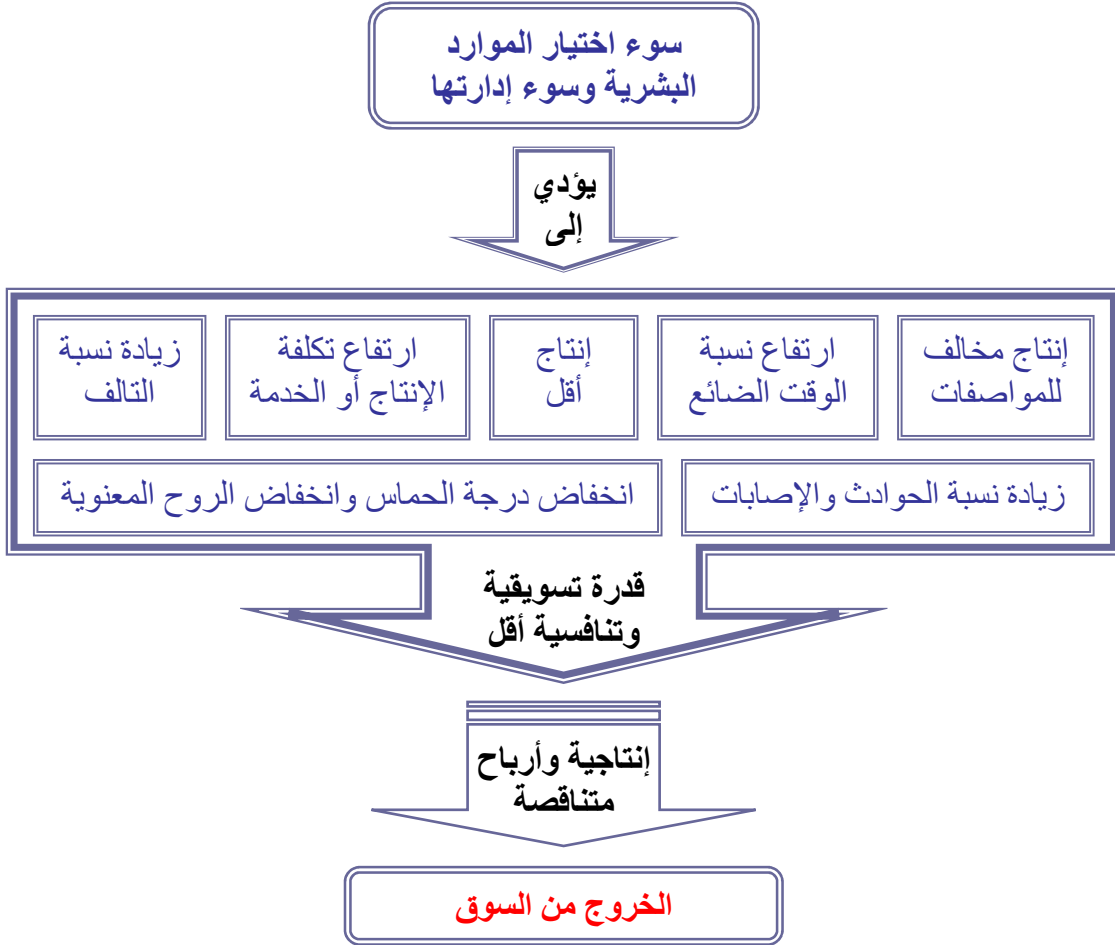 سوء اختيار الموارد
البشرية وسوء إدارتها
يؤدي
إلى
إنتاج مخالف
للمواصفات
ارتفاع نسبة
الوقت الضائع
إنتاج
أقل
ارتفاع تكلفة
الإنتاج أو الخدمة
زيادة نسبة
التالف
زيادة نسبة الحوادث والإصابات
انخفاض درجة الحماس وانخفاض الروح المعنوية
قدرة تسويقية
وتنافسية أقل
إنتاجية وأرباح
متناقصة
الخروج من السوق